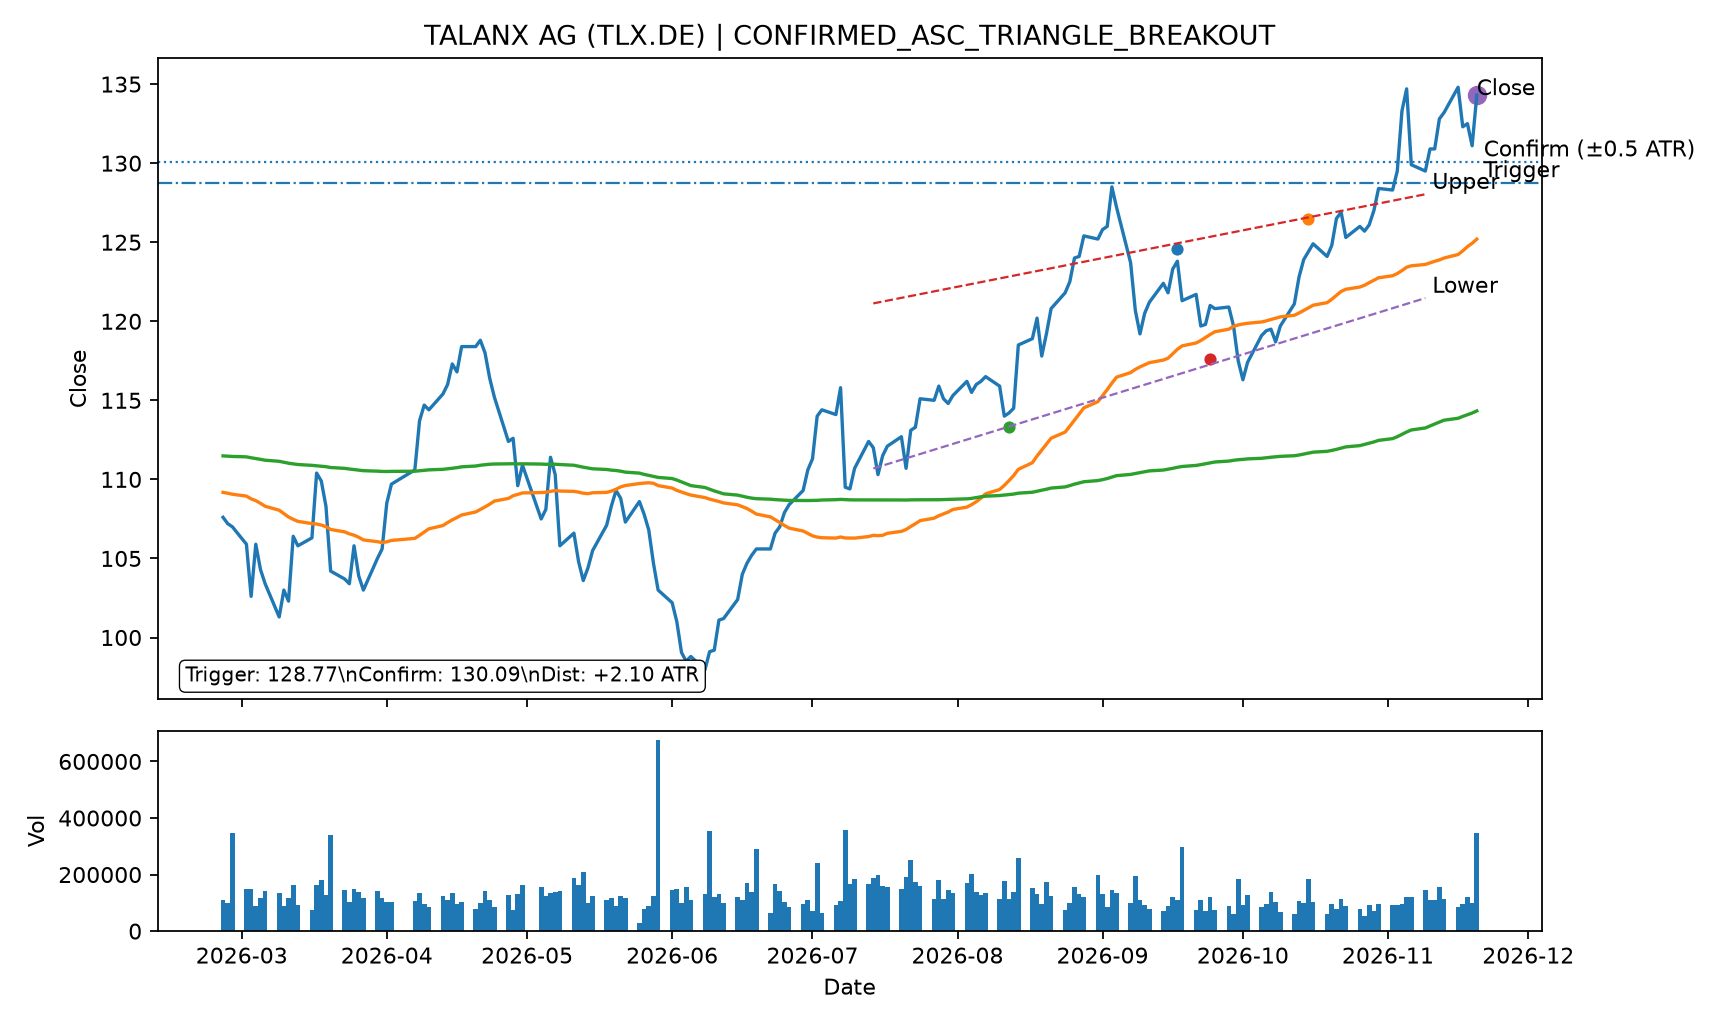 TALANX AG (TLX.DE) | CONFIRMED_ASC_TRIANGLE_BREAKOUT
Close
135
130
125
120
115
110
105
100
Close
Confirm (±0.5 ATR)
Trigger
Upper
Lower
Trigger: 128.77\nConfirm: 130.09\nDist: +2.10 ATR
Vol
600000
400000
200000
0
2026-03 2026-04 2026-05 2026-06 2026-07 2026-08 2026-09 2026-10 2026-11 2026-12
Date